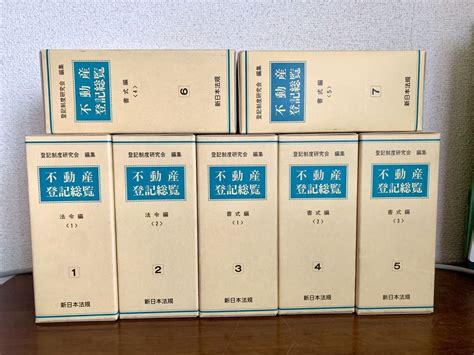 登記制度研究会 編集
不動産
登記総覧
書式編
〈4〉
6
新日本法規
登記制度研究会 編集
不動産
登記総覧
書式編
〈5〉
7
新日本法規
登記制度研究会 編集
不動産
登記総覧
法令編
〈1〉
1
新日本法規
登記制度研究会 編集
不動産
登記総覧
法令編
〈2〉
2
新日本法規
登記制度研究会 編集
不動産
登記総覧
書式編
〈1〉
3
新日本法規
登記制度研究会 編集
不動産
登記総覧
書式編
〈2〉
4
新日本法規
登記制度研究会 編集
不動産
登記総覧
書式編
〈3〉
5
新日本法規